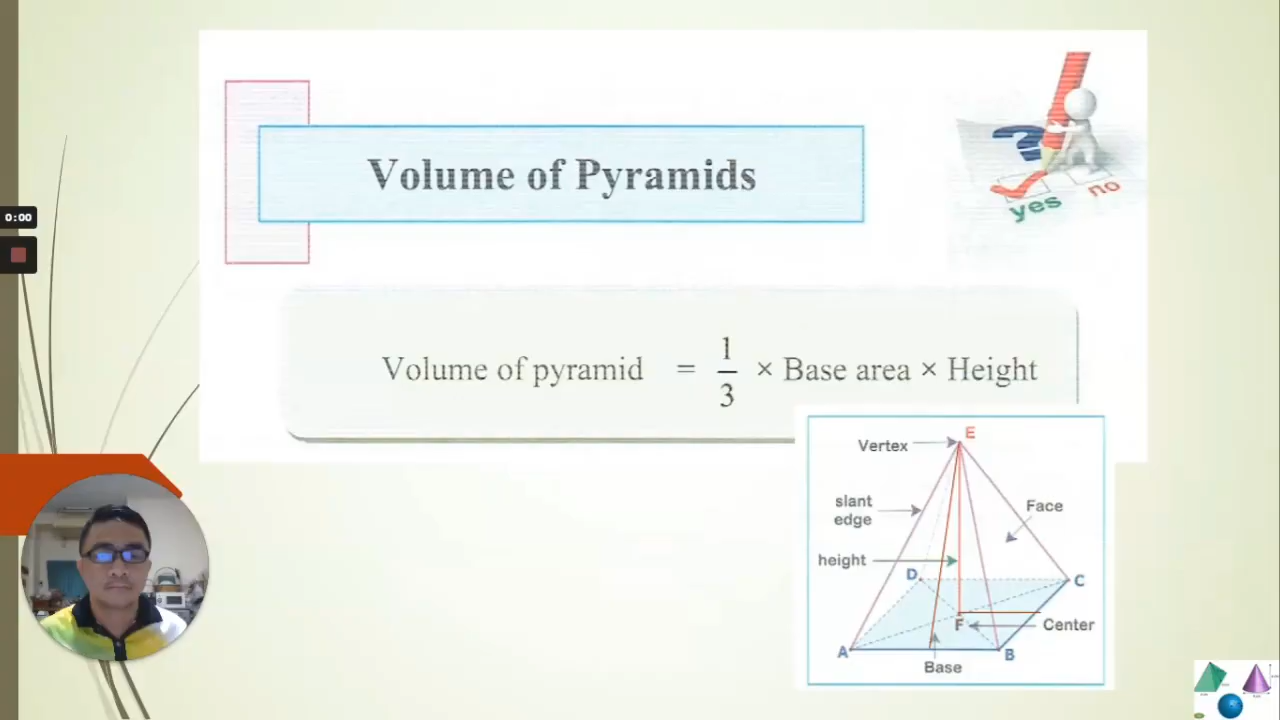 Volume of Pyramids
yes
no
0:00
Volume of pyramid = 1/3 × Base area × Height
Vertex
E
slant
edge
Face
height
D
C
F
Center
A
B
Base